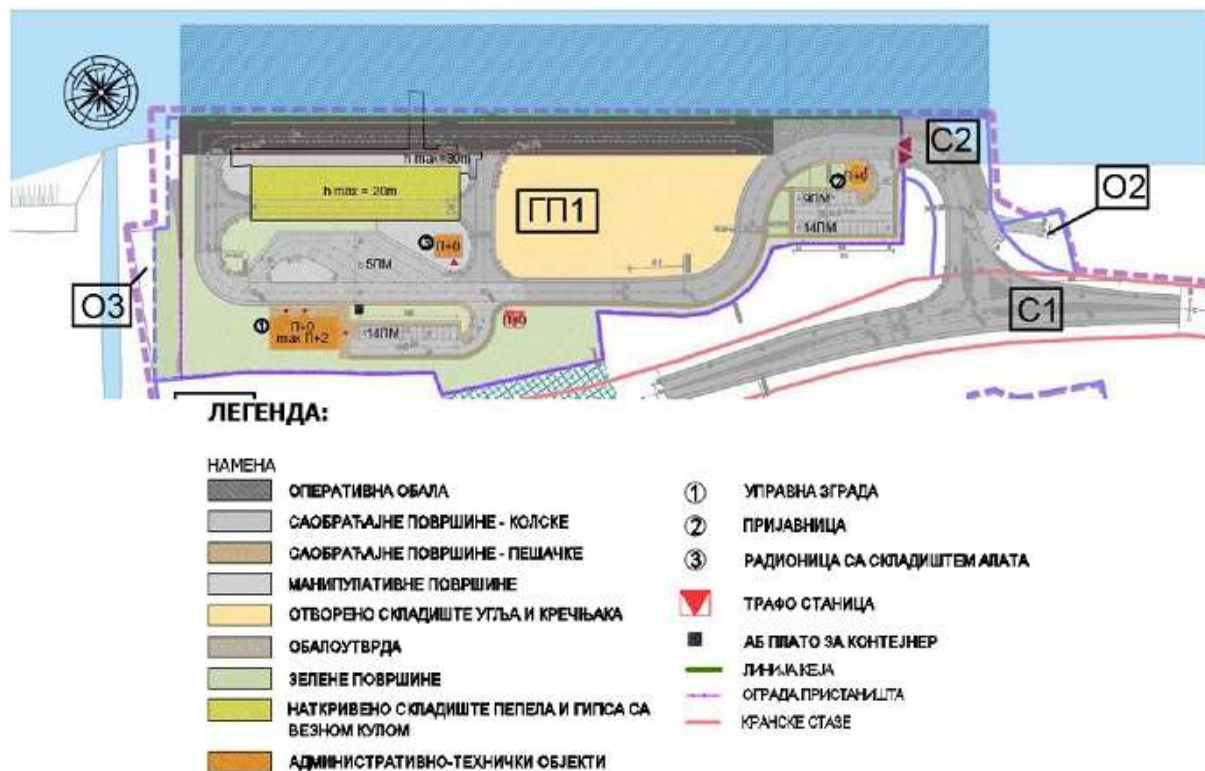 С2
h max=30m
П+0
О2
h max = 20m
ГП1
9ПМ
14ПМ
3
П+0
5ПМ
О3
С1
1
П+0
max П+2
14ПМ
ЛЕГЕНДА:
НАМЕНА
ОПЕРАТИВНА ОБАЛА
САОБРАЋАЈНЕ ПОВРШИНЕ - КОЛСКЕ
САОБРАЋАЈНЕ ПОВРШИНЕ - ПЕШАЧКЕ
МАНИПУЛАТИВНЕ ПОВРШИНЕ
ОТВОРЕНО СКЛАДИШТЕ УГЉА И КРЕЧЊАКА
ОБАЛОУТВРДА
ЗЕЛЕНЕ ПОВРШИНЕ
НАТКРИВЕНО СКЛАДИШТЕ ПЕПЕЛА И ГИПСА СА
ВЕЗНОМ КУЛОМ
АДМИНИСТРАТИВНО-ТЕХНИЧКИ ОБЈЕКТИ
1 УПРАВНА ЗГРАДА
2 ПРИЈАВНИЦА
3 РАДИОНИЦА СА СКЛАДИШТЕМ АЛАТА
ТРАФО СТАНИЦА
АБ ПЛАТО ЗА КОНТЕЈНЕР
ЛИНИЈА КЕЈА
ОГРАДА ПРИСТАНИШТА
КРАНСКЕ СТАЗЕ